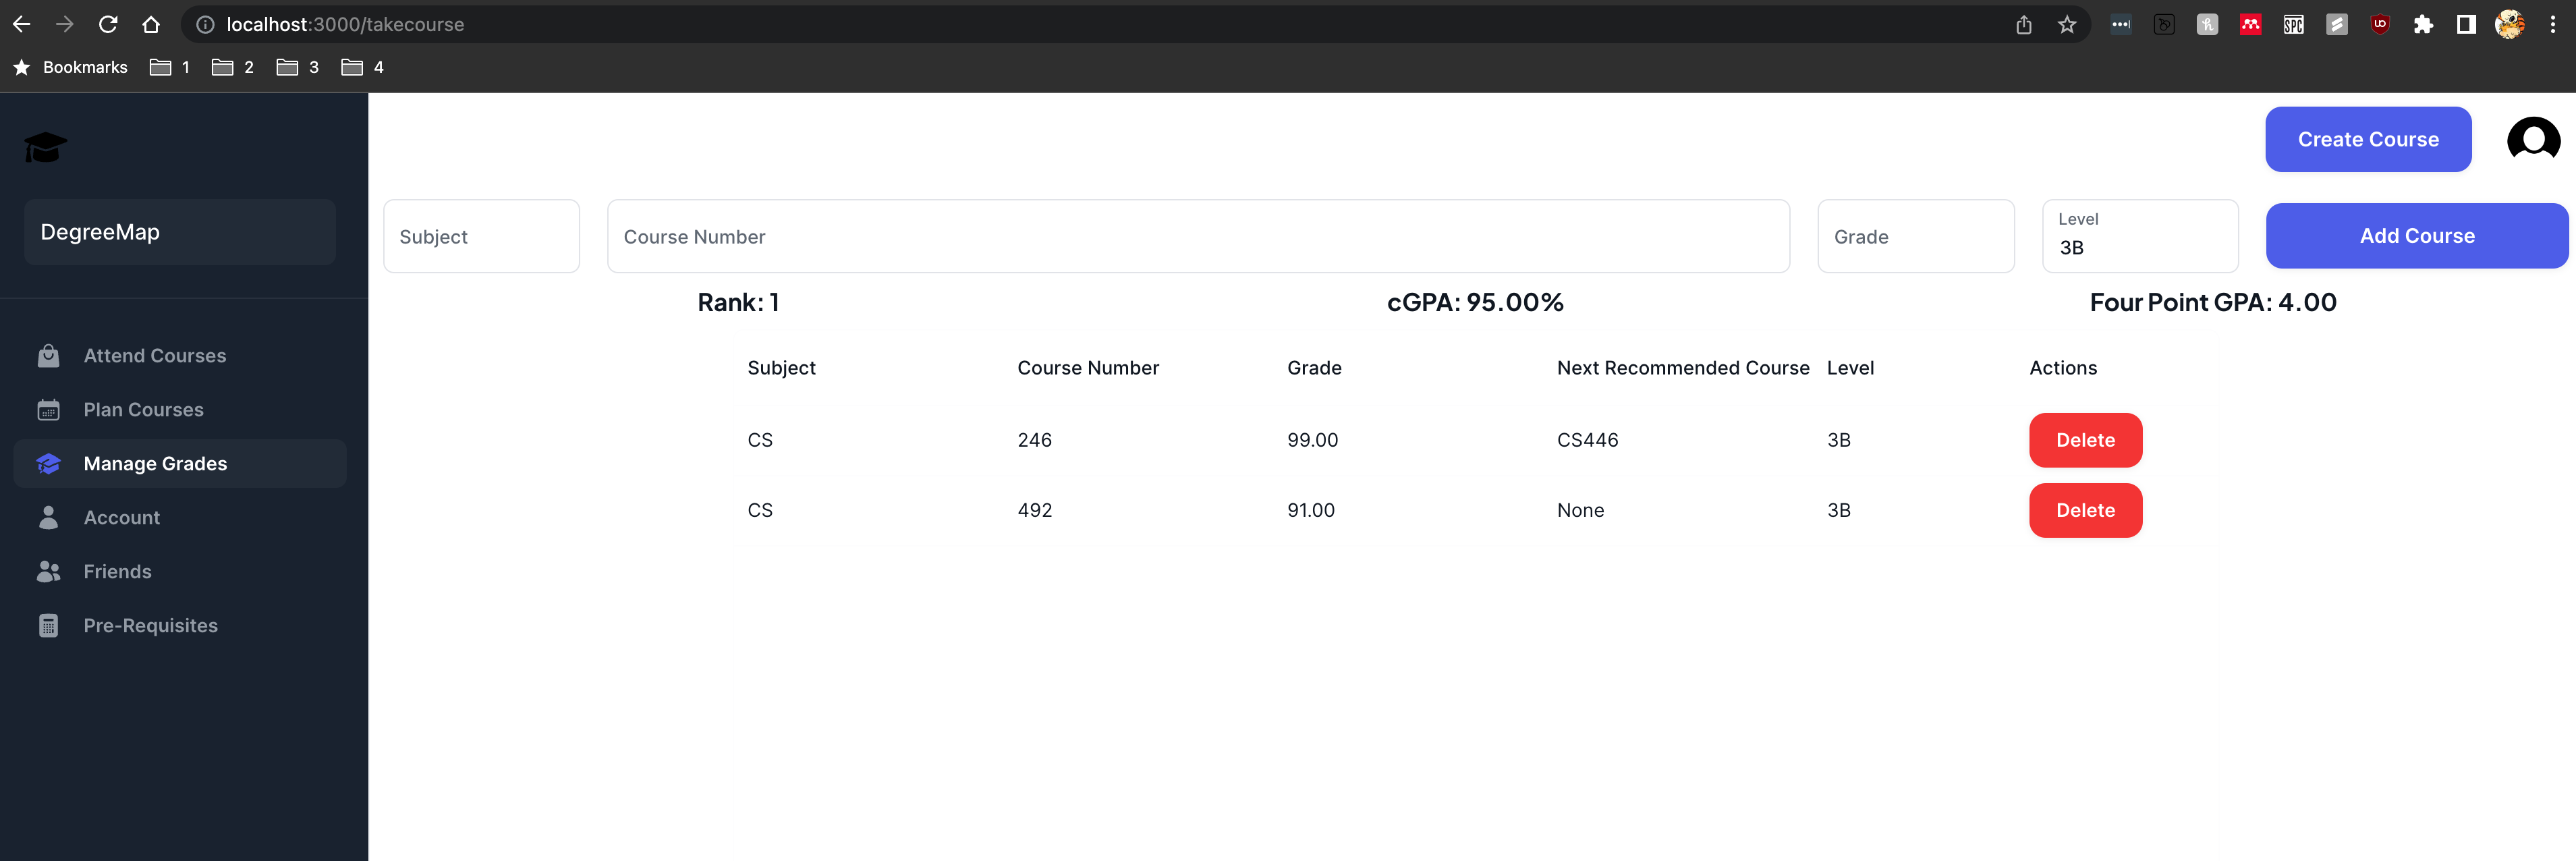 localhost:3000/takecourse
Bookmarks 1 2 3 4
Create Course
DegreeMap
Subject Course Number Grade Level 3B Add Course
Rank: 1 cGPA: 95.00% Four Point GPA: 4.00
Attend Courses
Plan Courses
Manage Grades
Account
Friends
Pre-Requisites
Subject Course Number Grade Next Recommended Course Level Actions
CS 246 99.00 CS446 3B Delete
CS 492 91.00 None 3B Delete